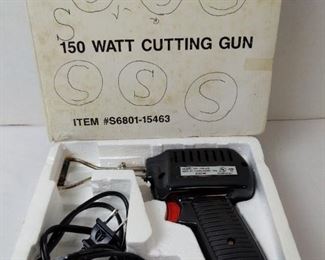 S
S S S
150 WATT CUTTING GUN
S S S
ITEM #S6801-15463